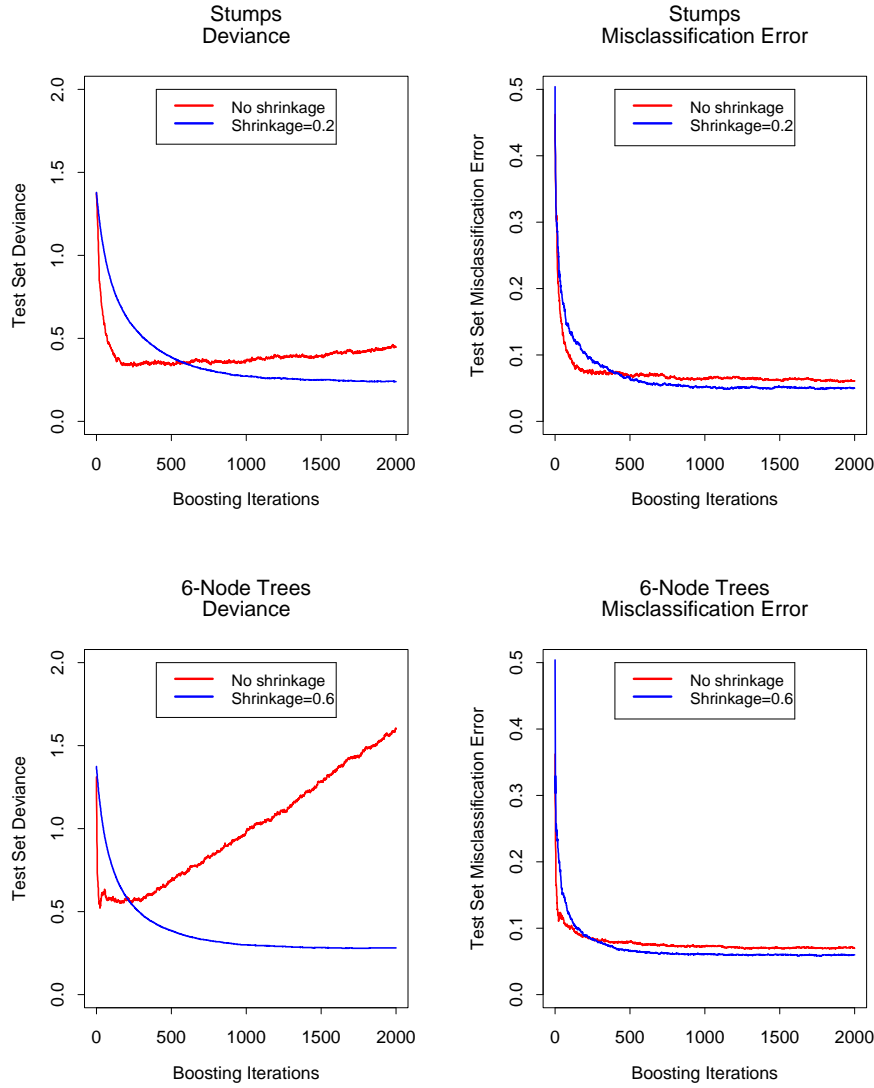 Stumps
Deviance
Test Set Deviance
2.0
1.5
1.0
0.5
0.0
No shrinkage
Shrinkage=0.2
0
500
1000
1500
2000
Boosting Iterations
Stumps
Misclassification Error
Test Set Misclassification Error
0.5
0.4
0.3
0.2
0.1
0.0
No shrinkage
Shrinkage=0.2
0
500
1000
1500
2000
Boosting Iterations
6-Node Trees
Deviance
Test Set Deviance
2.0
1.5
1.0
0.5
0.0
No shrinkage
Shrinkage=0.6
0
500
1000
1500
2000
Boosting Iterations
6-Node Trees
Misclassification Error
Test Set Misclassification Error
0.5
0.4
0.3
0.2
0.1
0.0
No shrinkage
Shrinkage=0.6
0
500
1000
1500
2000
Boosting Iterations